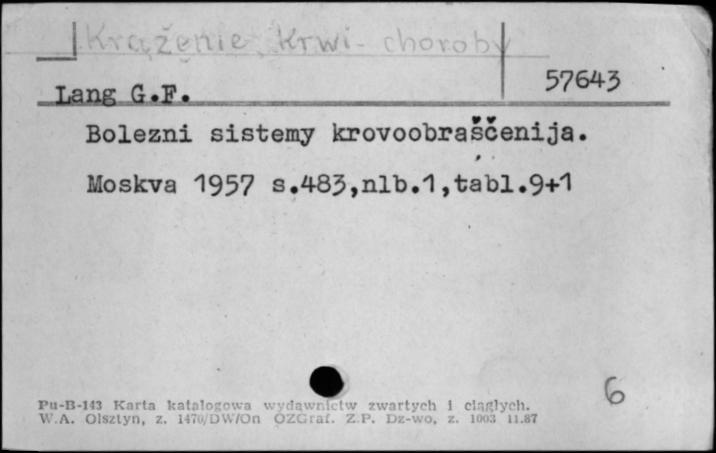 Krążenie Krwi - choroby
57643
Lang G.F.
Bolezni sistemy krovoobraščenija.
Moskva 1957 s.483,nlb.1,tabl.9+1
6
Pu-B-143 Karta katalogowa wydawnictw zwartych i ciągłych.
W.A. Olsztyn, z. 1470/DW/On OZGraf. Z.P. Dz-wo, z. 1003 11.87